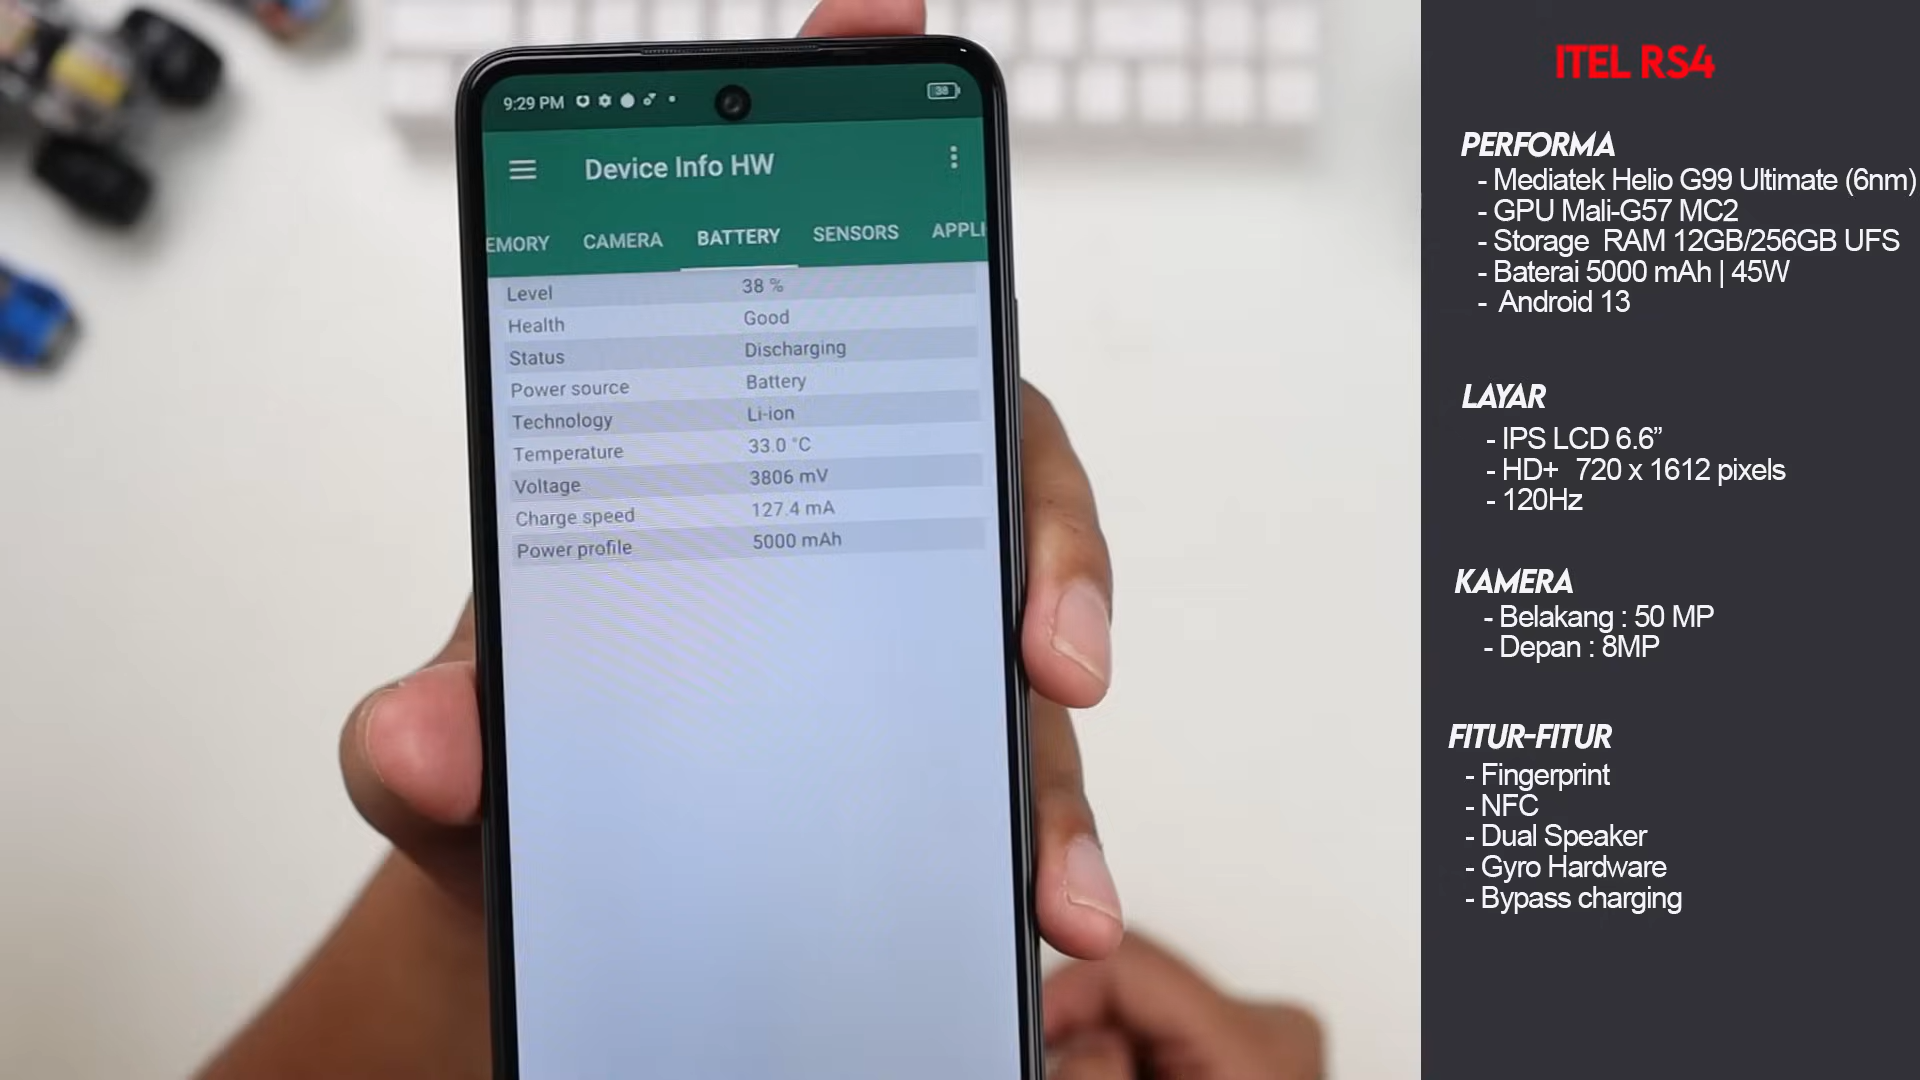 9:29 PM
38
Device Info HW
EMORY CAMERA BATTERY SENSORS APPLI
Level 38 %
Health Good
Status Discharging
Power source Battery
Technology Li-ion
Temperature 33.0 °C
Voltage 3806 mV
Charge speed 127.4 mA
Power profile 5000 mAh
ITEL RS4
PERFORMA
- Mediatek Helio G99 Ultimate (6nm)
- GPU Mali-G57 MC2
- Storage RAM 12GB/256GB UFS
- Baterai 5000 mAh | 45W
- Android 13
LAYAR
- IPS LCD 6.6”
- HD+ 720 x 1612 pixels
- 120Hz
KAMERA
- Belakang : 50 MP
- Depan : 8MP
FITUR-FITUR
- Fingerprint
- NFC
- Dual Speaker
- Gyro Hardware
- Bypass charging